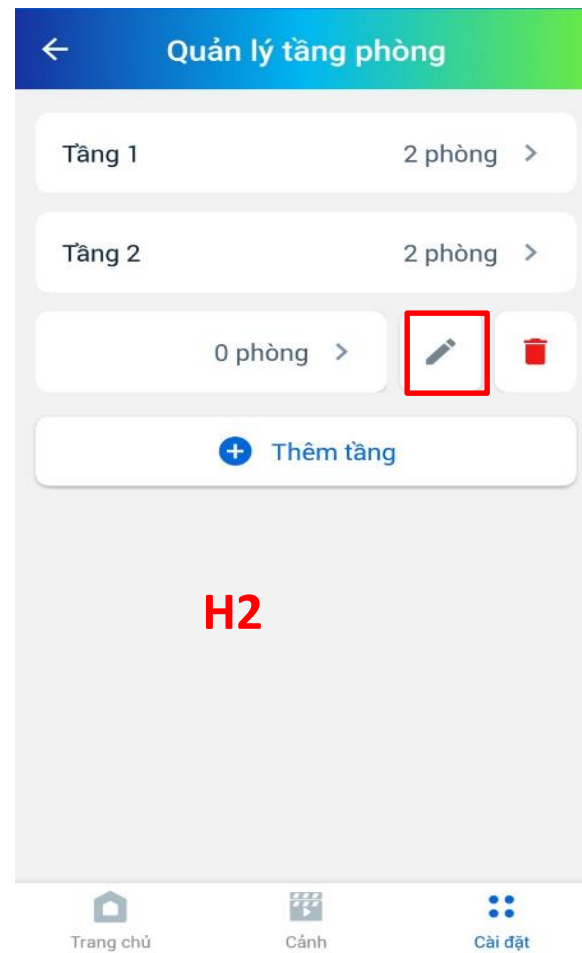 Quản lý tầng phòng
Tầng 1 2 phòng
Tầng 2 2 phòng
0 phòng
Thêm tầng
H2
Trang chủ Cảnh Cài đặt